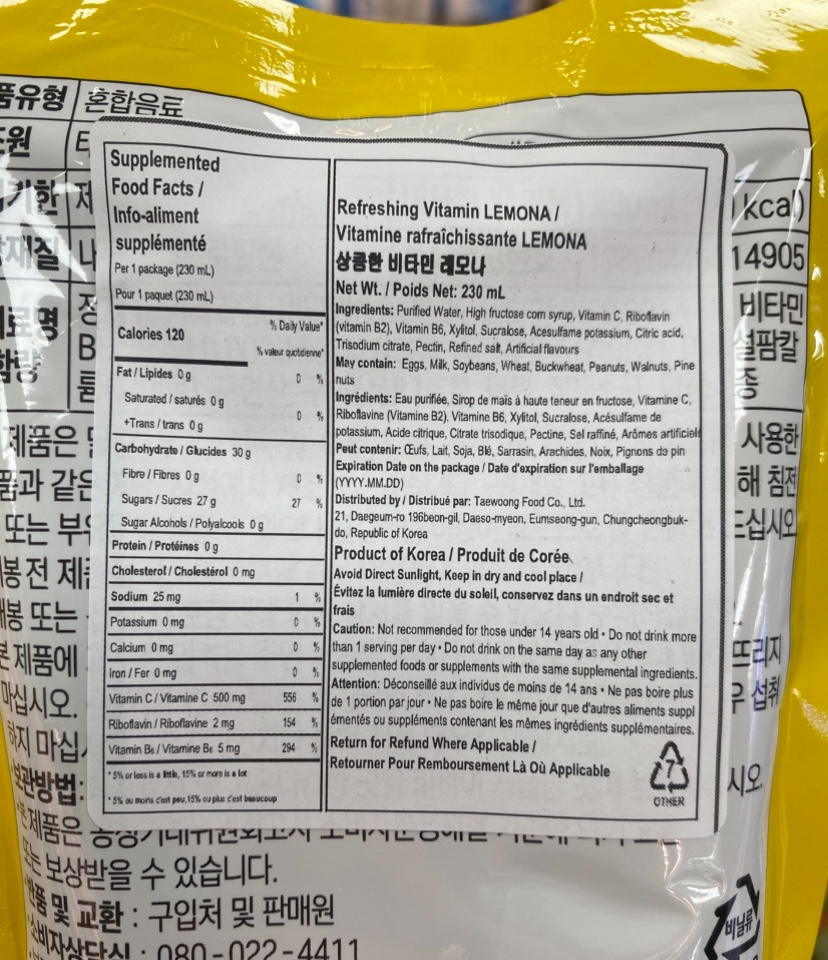 품유형 혼합음료
Supplemented
Food Facts /
Info-aliment
supplémenté
Per 1 package (230 mL)
Pour 1 paquet (230 mL)
% Daily Value*
Calories 120
% valeur quotidienne*
Fat / Lipides 0 g 0 %
Saturated / saturés 0 g 0 %
+Trans / trans 0 g
Carbohydrate / Glucides 30 g
Fibre / Fibres 0 g 0 %
Sugars / Sucres 27 g 27 %
Sugar Alcohols / Polyalcools 0 g
Protein / Protéines 0 g
Cholesterol / Cholestérol 0 mg
Sodium 25 mg 1 %
Potassium 0 mg 0 %
Calcium 0 mg 0 %
Iron / Fer 0 mg 0 %
Vitamin C / Vitamine C 500 mg 556 %
Riboflavin / Riboflavine 2 mg 154 %
Vitamin B₆ / Vitamine B₆ 5 mg 294 %
* 5% or less is a little, 15% or more is a lot
* 5% ou moins c'est peu, 15% ou plus c'est beaucoup
Refreshing Vitamin LEMONA /
Vitamine rafraîchissante LEMONA
상큼한 비타민 레모나
Net Wt. / Poids Net: 230 mL
Ingredients: Purified Water, High fructose corn syrup, Vitamin C, Riboflavin
(vitamin B2), Vitamin B6, Xylitol, Sucralose, Acesulfame potassium, Citric acid,
Trisodium citrate, Pectin, Refined salt, Artificial flavours
May contain: Eggs, Milk, Soybeans, Wheat, Buckwheat, Peanuts, Walnuts, Pine
nuts
Ingrédients: Eau purifiée, Sirop de maïs à haute teneur en fructose, Vitamine C,
Riboflavine (Vitamine B2), Vitamine B6, Xylitol, Sucralose, Acésulfame de
potassium, Acide citrique, Citrate trisodique, Pectine, Sel raffiné, Arômes artificiels
Peut contenir: Œufs, Lait, Soja, Blé, Sarrasin, Arachides, Noix, Pignons de pin
Expiration Date on the package / Date d'expiration sur l'emballage
(YYYY.MM.DD)
Distributed by / Distribué par: Taewoong Food Co., Ltd.
21, Daegeum-ro 196beon-gil, Daeso-myeon, Eumseong-gun, Chungcheongbuk-
do, Republic of Korea
Product of Korea / Produit de Corée
Avoid Direct Sunlight, Keep in dry and cool place /
Évitez la lumière directe du soleil, conservez dans un endroit sec et
frais
Caution: Not recommended for those under 14 years old • Do not drink more
than 1 serving per day • Do not drink on the same day as any other
supplemented foods or supplements with the same supplemental ingredients.
Attention: Déconseillé aux individus de moins de 14 ans • Ne pas boire plus
de 1 portion par jour • Ne pas boire le même jour que d'autres aliments suppl
émentés ou suppléments contenant les mêmes ingrédients supplémentaires.
Return for Refund Where Applicable /
Retourner Pour Remboursement Là Où Applicable
7
OTHER
kcal)
14905
비타민
설팜칼
종
사용한
해 침전
드십시오
뜨리지
우 섭취
시오.
제품은
품과 같은
또는 부
봉 전 제
봉 또는
본 제품에
마십시오.
하지 마십
보관방법:
본 제품은
또는 보상받을 수 있습니다.
반품 및 교환 : 구입처 및 판매원
소비자상담실 : 080-022-4411
비닐류